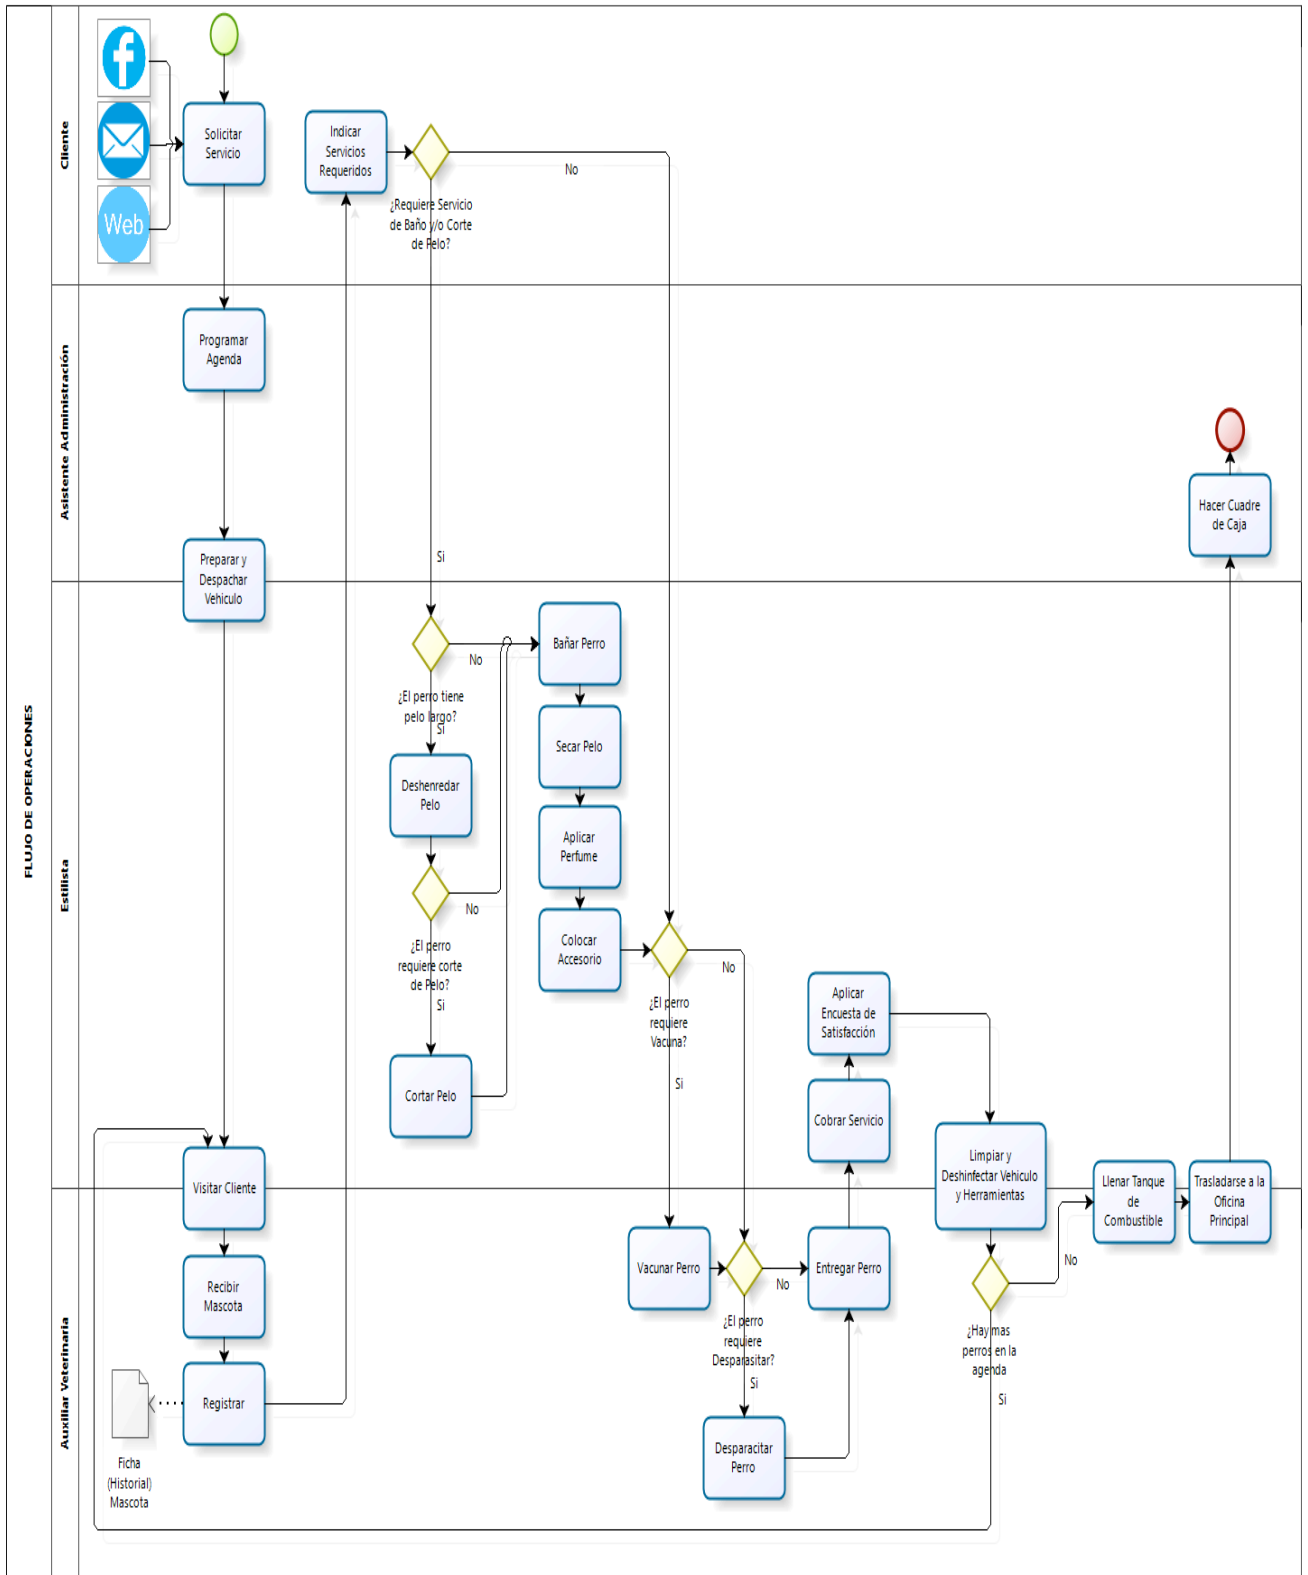 FLUJO DE OPERACIONES
Cliente
f
Web
Solicitar
Servicio
Indicar
Servicios
Requeridos
¿Requiere Servicio
de Baño y/o Corte
de Pelo?
No
Si
Asistente Administración
Programar
Agenda
Preparar y
Despachar
Vehiculo
Hacer Cuadre
de Caja
Estilista
¿El perro tiene
pelo largo?
No
Si
Deshenredar
Pelo
¿El perro
requiere corte
de Pelo?
No
Si
Cortar Pelo
Bañar Perro
Secar Pelo
Aplicar
Perfume
Colocar
Accesorio
¿El perro
requiere
Vacuna?
No
Si
Aplicar
Encuesta de
Satisfacción
Cobrar Servicio
Limpiar y
Deshinfectar Vehiculo
y Herramientas
Llenar Tanque
de
Combustible
Trasladarse a la
Oficina
Principal
Visitar Cliente
Auxiliar Veterinaria
Recibir
Mascota
Registrar
Ficha
(Historial)
Mascota
Vacunar Perro
¿El perro
requiere
Desparasitar?
No
Si
Desparacitar
Perro
Entregar Perro
¿Hay mas
perros en la
agenda
No
Si